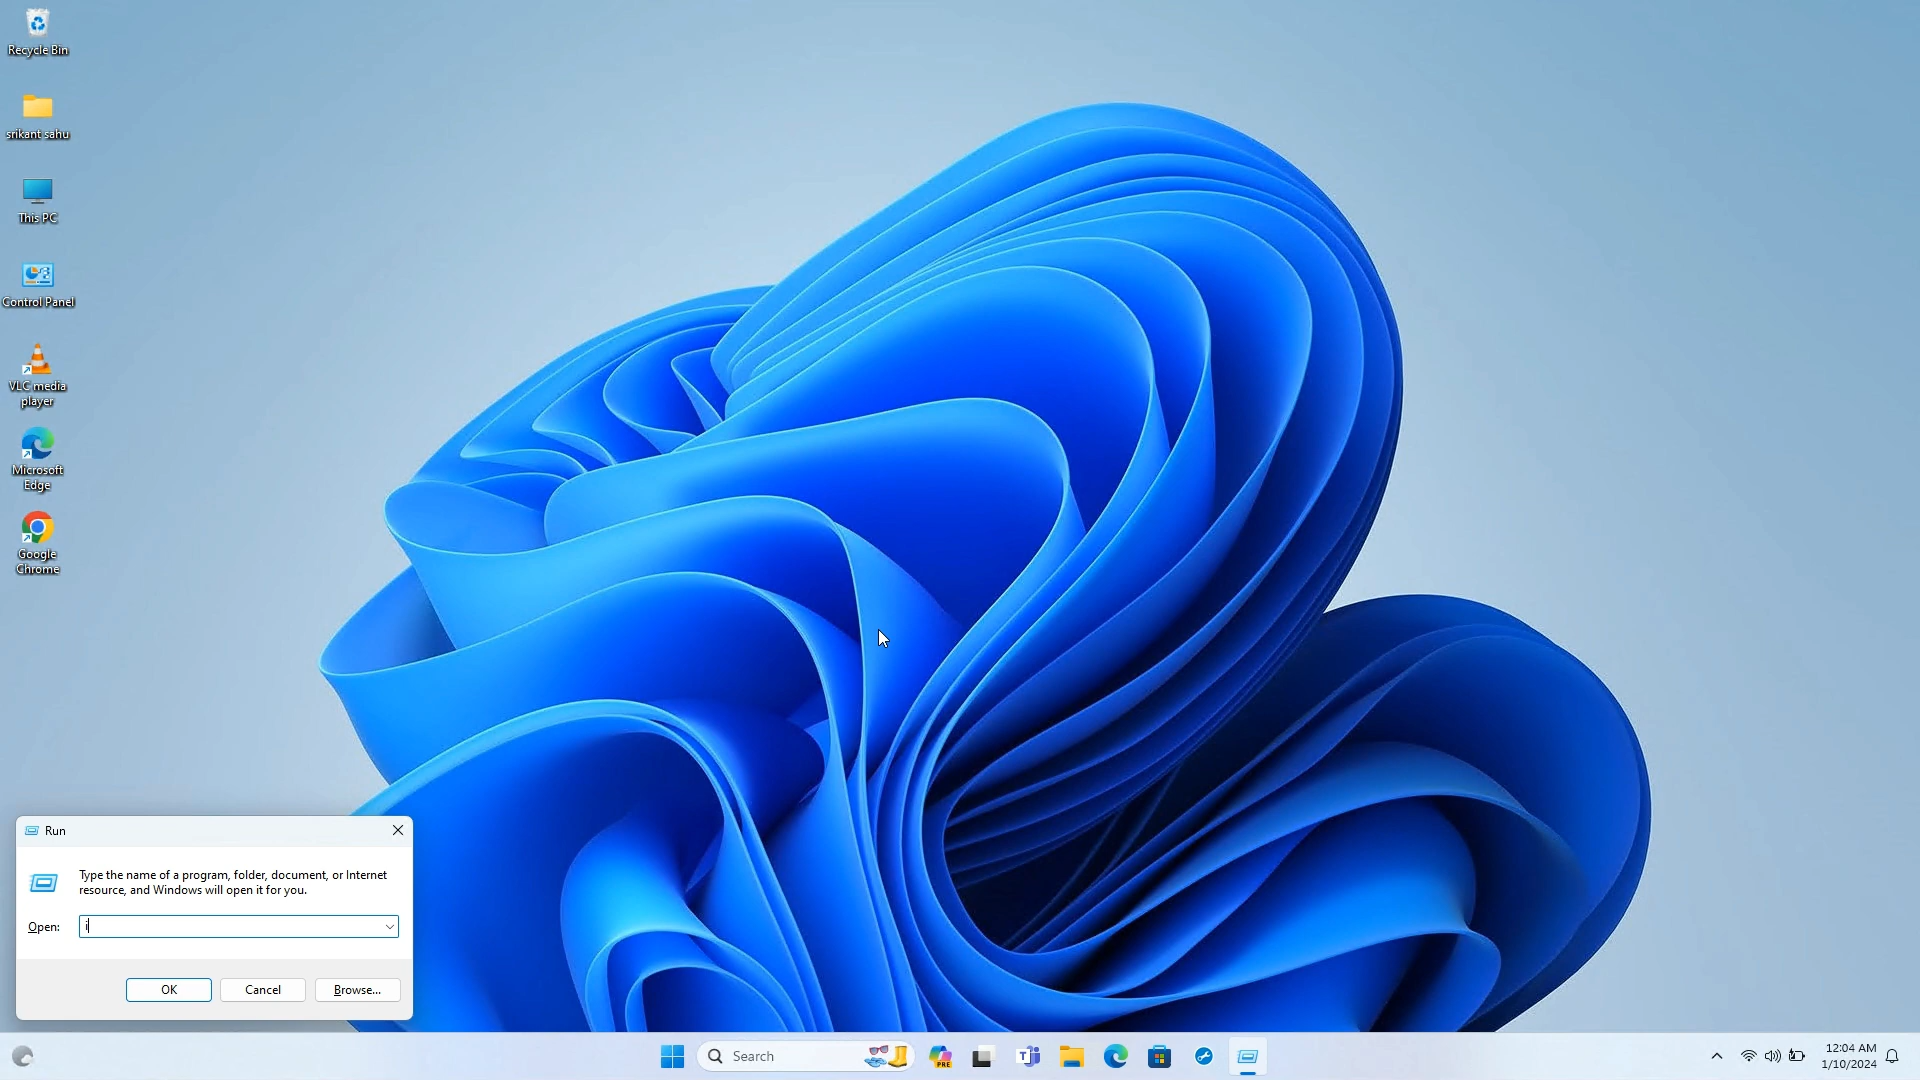 Recycle Bin
srikant sahu
This PC
Control Panel
VLC media
player
Microsoft
Edge
Google
Chrome
Run
Type the name of a program, folder, document, or Internet
resource, and Windows will open it for you.
Open:
i
OK
Cancel
Browse...
Search
PRE
12:04 AM
1/10/2024